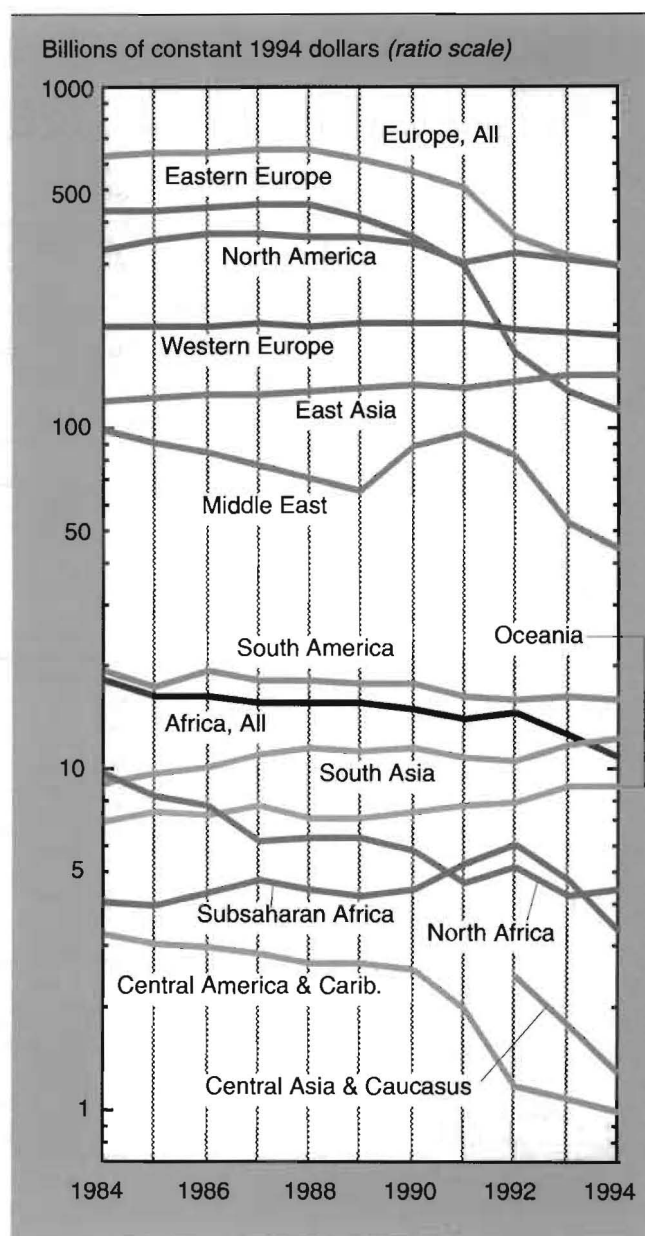 Billions of constant 1994 dollars (ratio scale)
1000
Europe, All
Eastern Europe
500
North America
Western Europe
East Asia
100
Middle East
50
Oceania
South America
Africa, All
10
South Asia
5
Subsaharan Africa
North Africa
Central America & Carib.
Central Asia & Caucasus
1
1984 1986 1988 1990 1992 1994